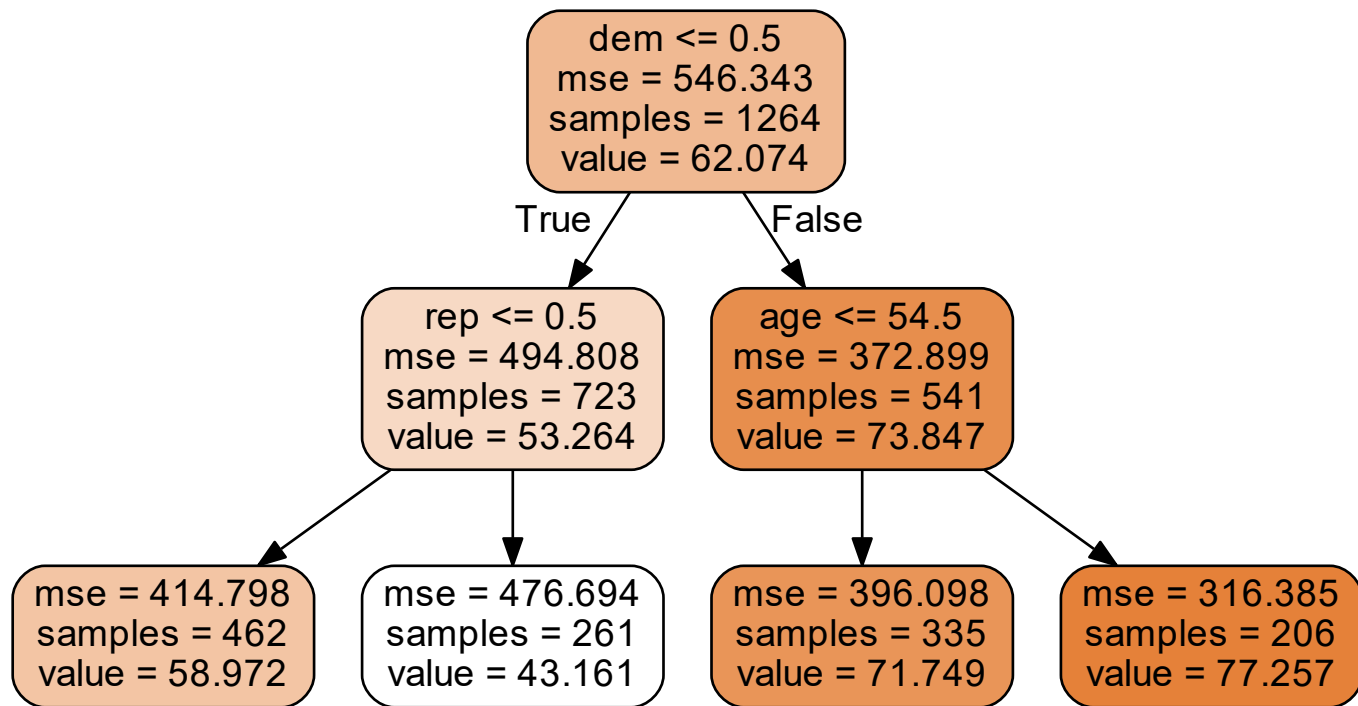 dem <= 0.5
mse = 546.343
samples = 1264
value = 62.074
True
False
rep <= 0.5
mse = 494.808
samples = 723
value = 53.264
age <= 54.5
mse = 372.899
samples = 541
value = 73.847
mse = 414.798
samples = 462
value = 58.972
mse = 476.694
samples = 261
value = 43.161
mse = 396.098
samples = 335
value = 71.749
mse = 316.385
samples = 206
value = 77.257